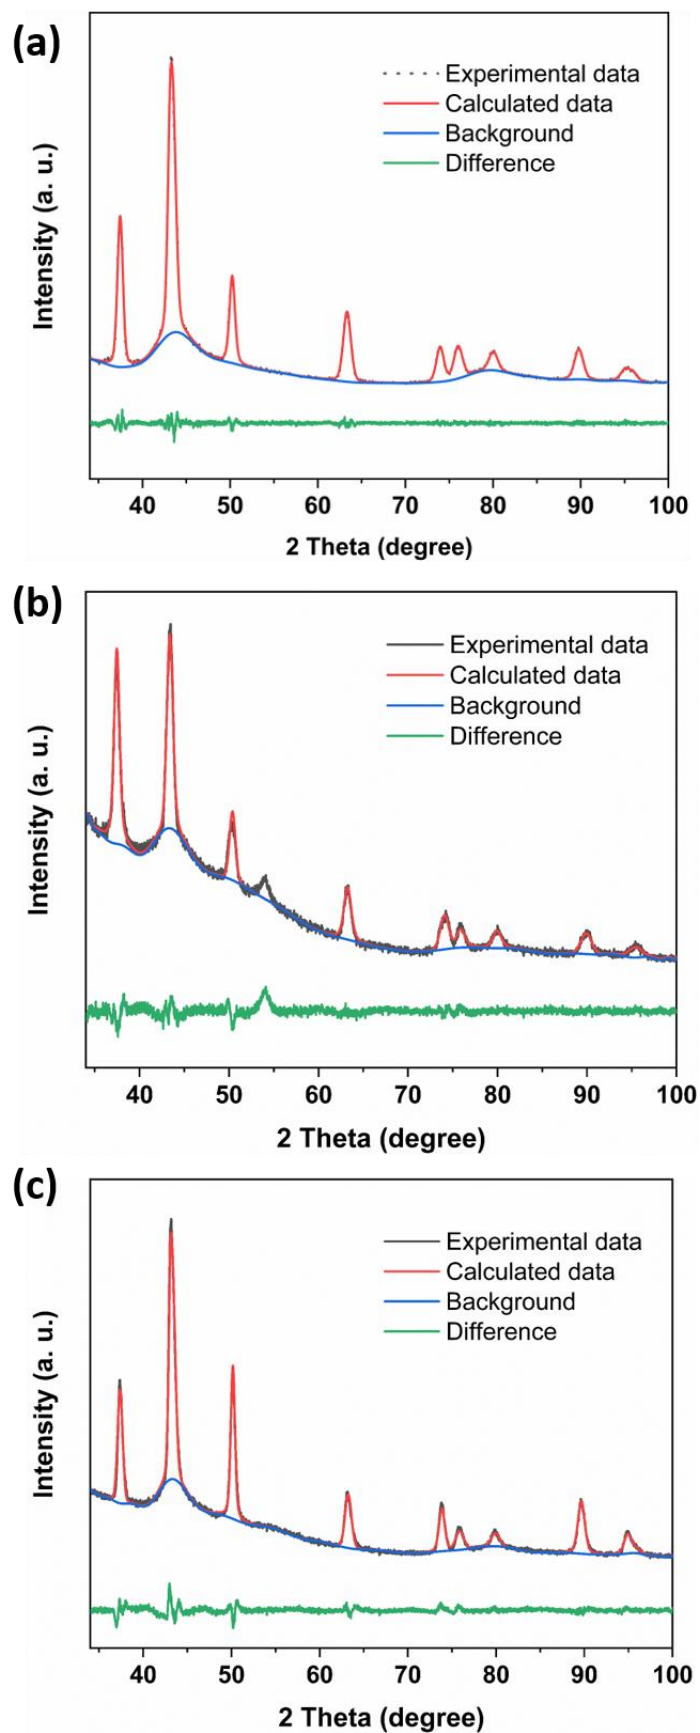 (a)
Experimental data
Calculated data
Background
Difference
Intensity (a. u.)
40 50 60 70 80 90 100
2 Theta (degree)
(b)
Experimental data
Calculated data
Background
Difference
Intensity (a. u.)
40 50 60 70 80 90 100
2 Theta (degree)
(c)
Experimental data
Calculated data
Background
Difference
Intensity (a. u.)
40 50 60 70 80 90 100
2 Theta (degree)